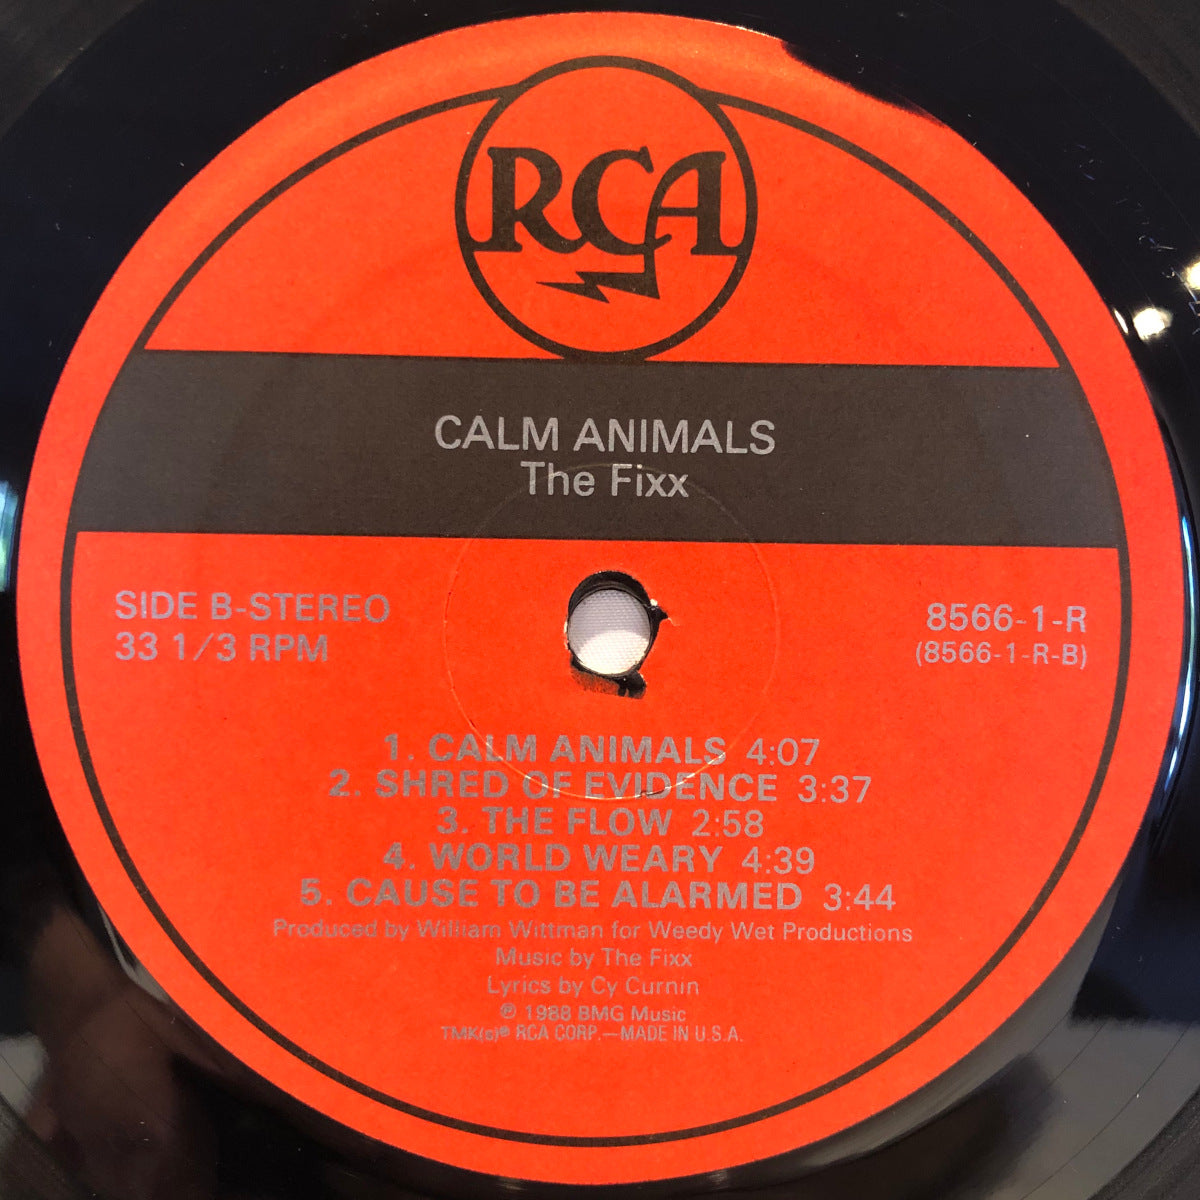 RCA
CALM ANIMALS
The Fixx
SIDE B-STEREO
33 1/3 RPM
8566-1-R
(8566-1-R-B)
1. CALM ANIMALS 4:07
2. SHRED OF EVIDENCE 3:37
3. THE FLOW 2:58
4. WORLD WEARY 4:39
5. CAUSE TO BE ALARMED 3:44
Produced by William Wittman for Weedy Wet Productions
Music by The Fixx
Lyrics by Cy Curnin
℗ 1988 BMG Music
TMK(s)® RCA CORP.—MADE IN U.S.A.